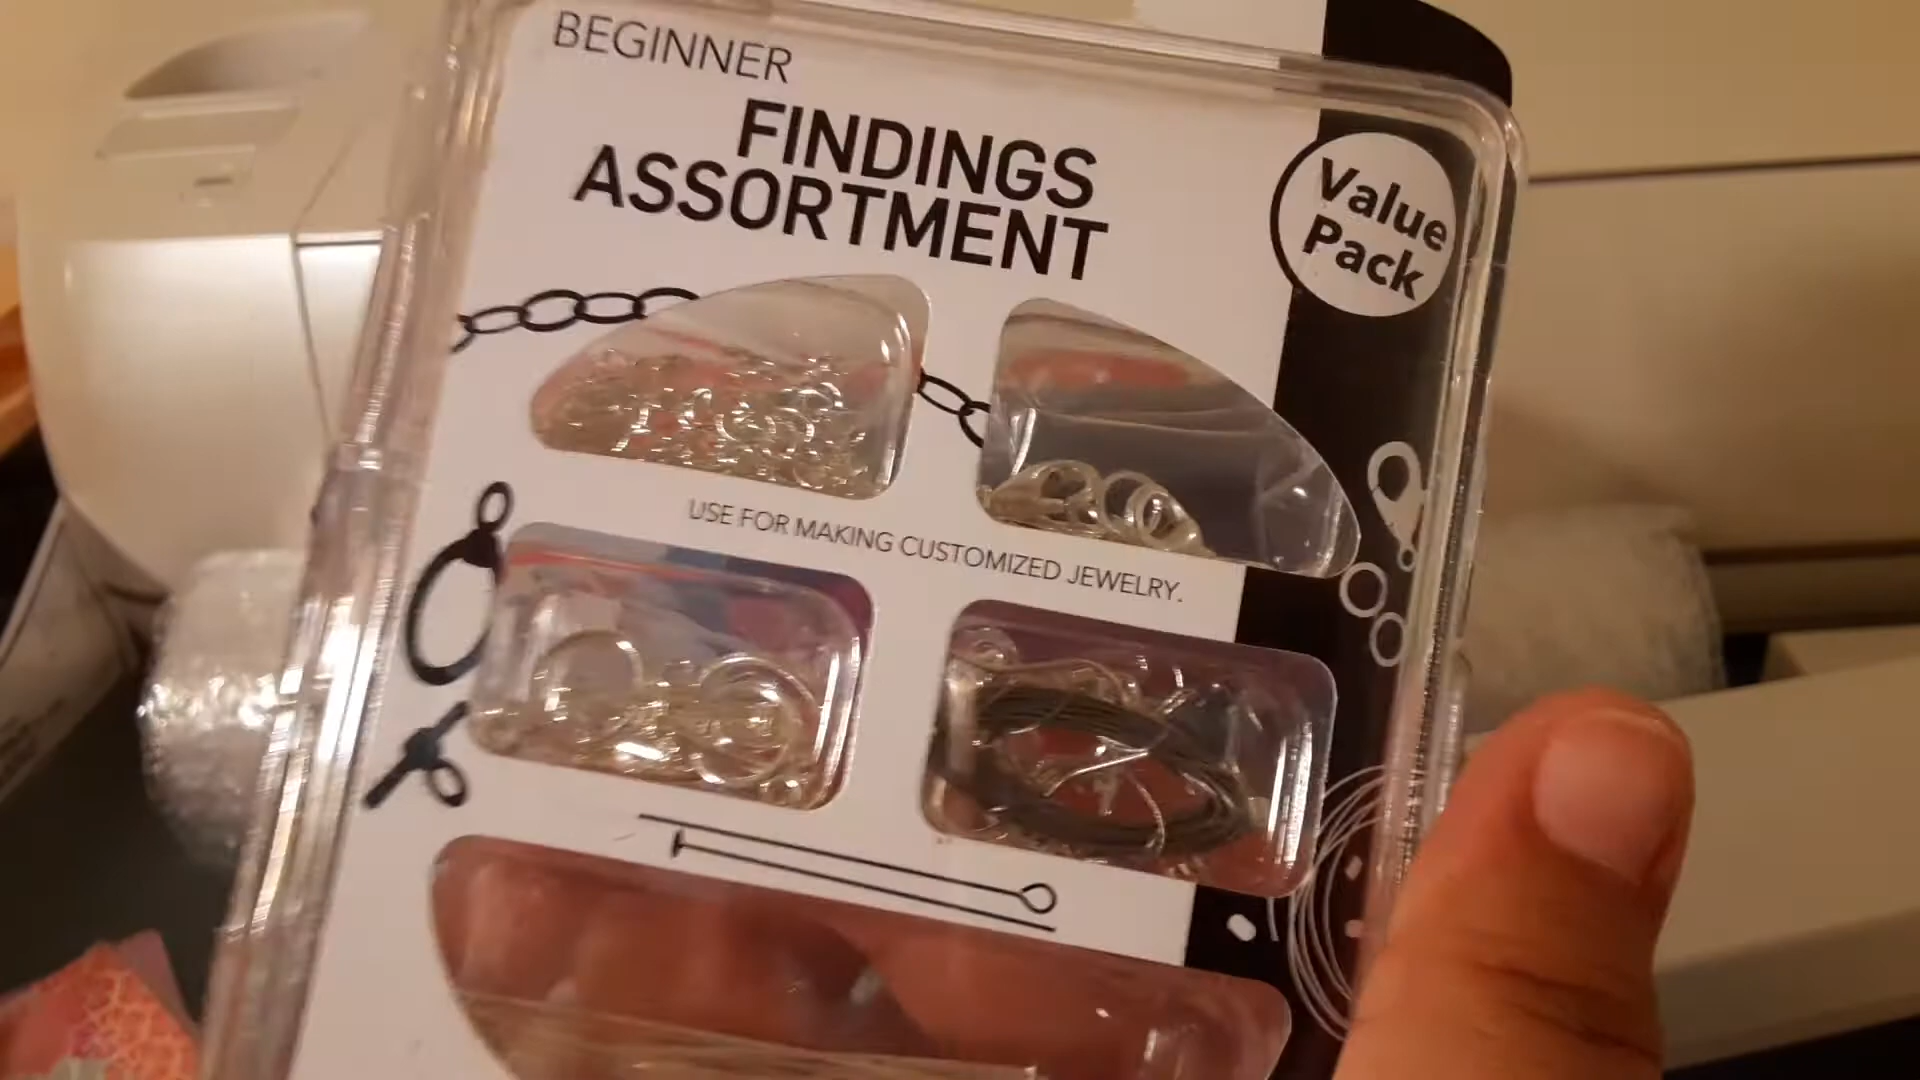 BEGINNER
FINDINGS
ASSORTMENT
Value
Pack
USE FOR MAKING CUSTOMIZED JEWELRY.